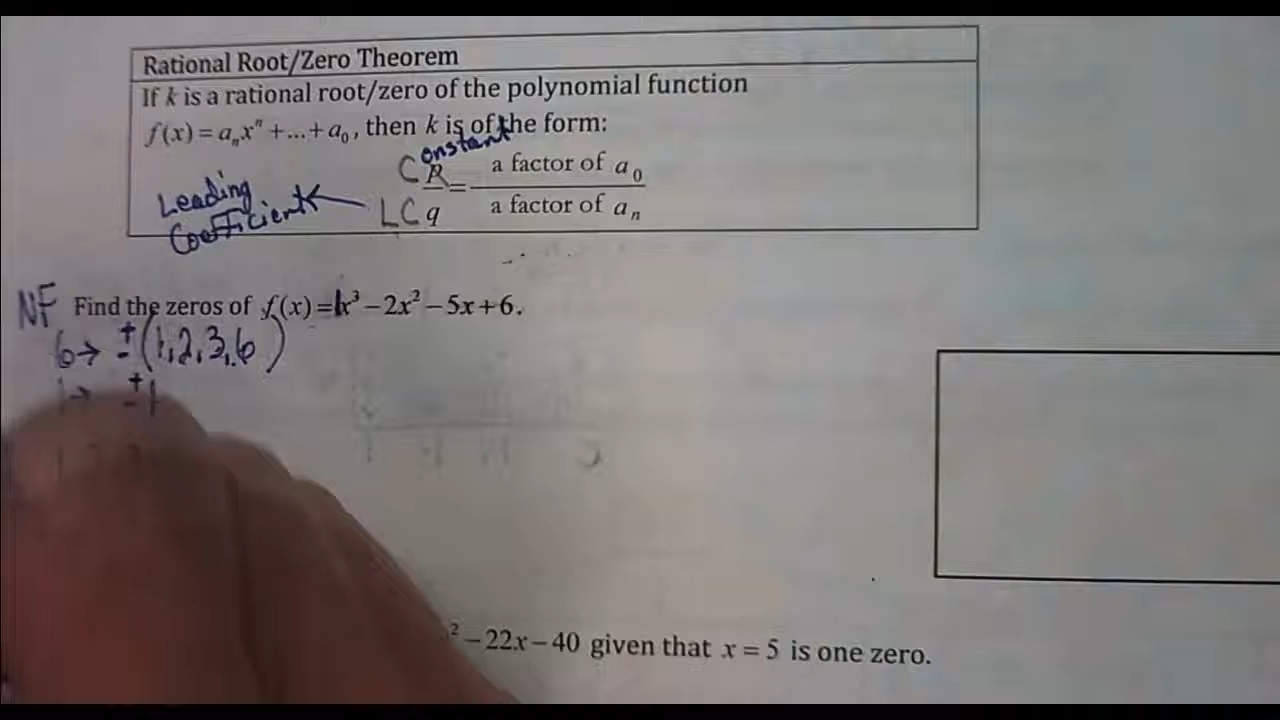 Rational Root/Zero Theorem
If k is a rational root/zero of the polynomial function
f(x) = aₙxⁿ + ... + a₀, then k is of the form:
Constant
C p/q = a factor of a₀
LC a factor of aₙ
Leading
Coefficient
NF Find the zeros of f(x) = 1x³ − 2x² − 5x + 6.
6 → ± (1, 2, 3, 6)
1 → ± 1
² − 22x − 40 given that x = 5 is one zero.